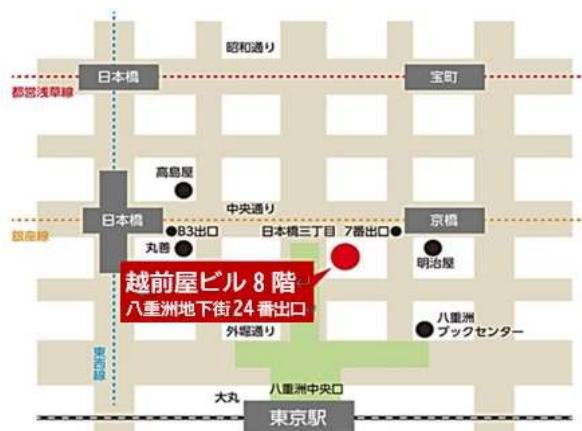 昭和通り
日本橋
宝町
都営浅草線
高島屋
中央通り
日本橋
B3出口
日本橋三丁目
7番出口
京橋
銀座線
丸善
明治屋
越前屋ビル 8 階
八重洲地下街 24 番出口
外堀通り
八重洲
ブックセンター
東西線
八重洲中央口
大丸
東京駅